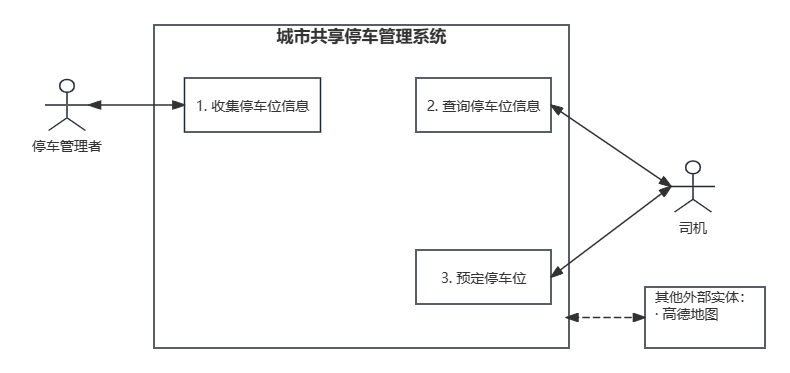 城市共享停车管理系统
1. 收集停车位信息
2. 查询停车位信息
停车管理者
司机
3. 预定停车位
其他外部实体：
· 高德地图